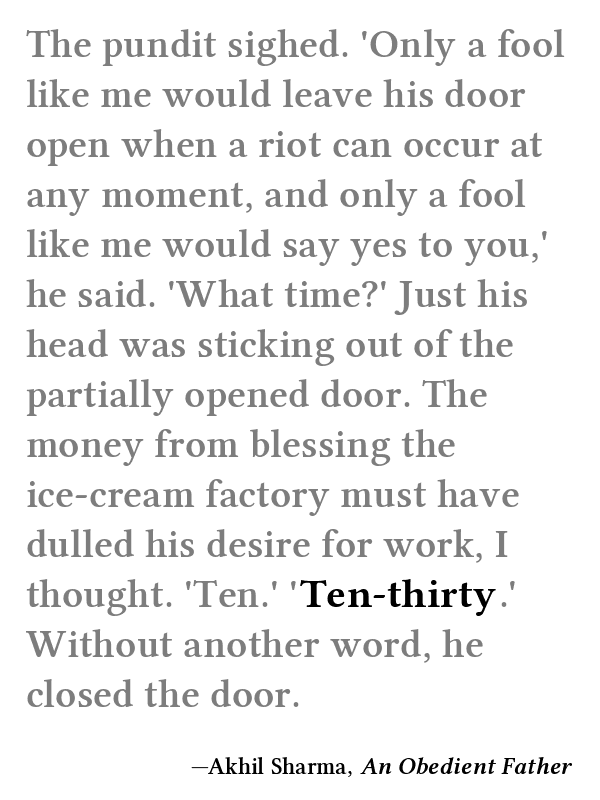 The pundit sighed. 'Only a fool
like me would leave his door
open when a riot can occur at
any moment, and only a fool
like me would say yes to you,'
he said. 'What time?' Just his
head was sticking out of the
partially opened door. The
money from blessing the
ice-cream factory must have
dulled his desire for work, I
thought. 'Ten.' 'Ten-thirty.'
Without another word, he
closed the door.
—Akhil Sharma, An Obedient Father